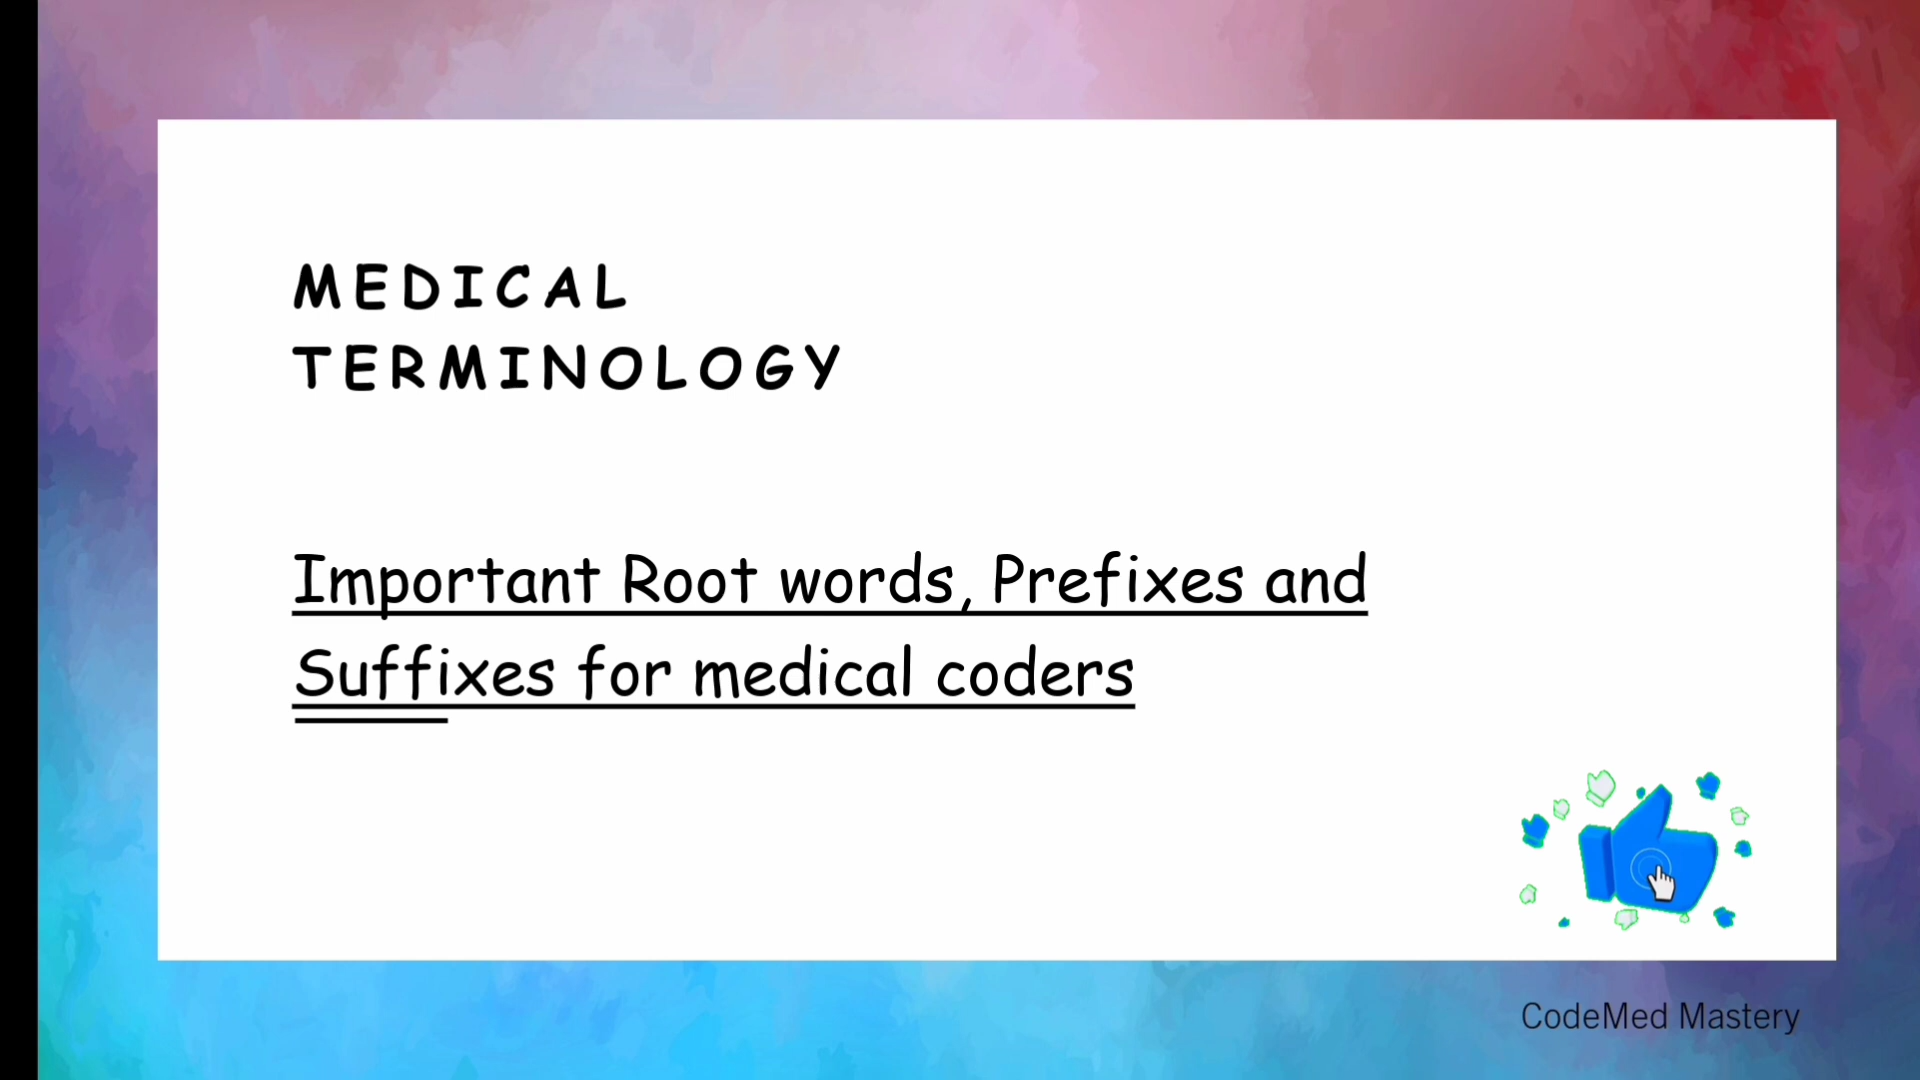 MEDICAL
TERMINOLOGY
Important Root words, Prefixes and
Suffixes for medical coders
CodeMed Mastery